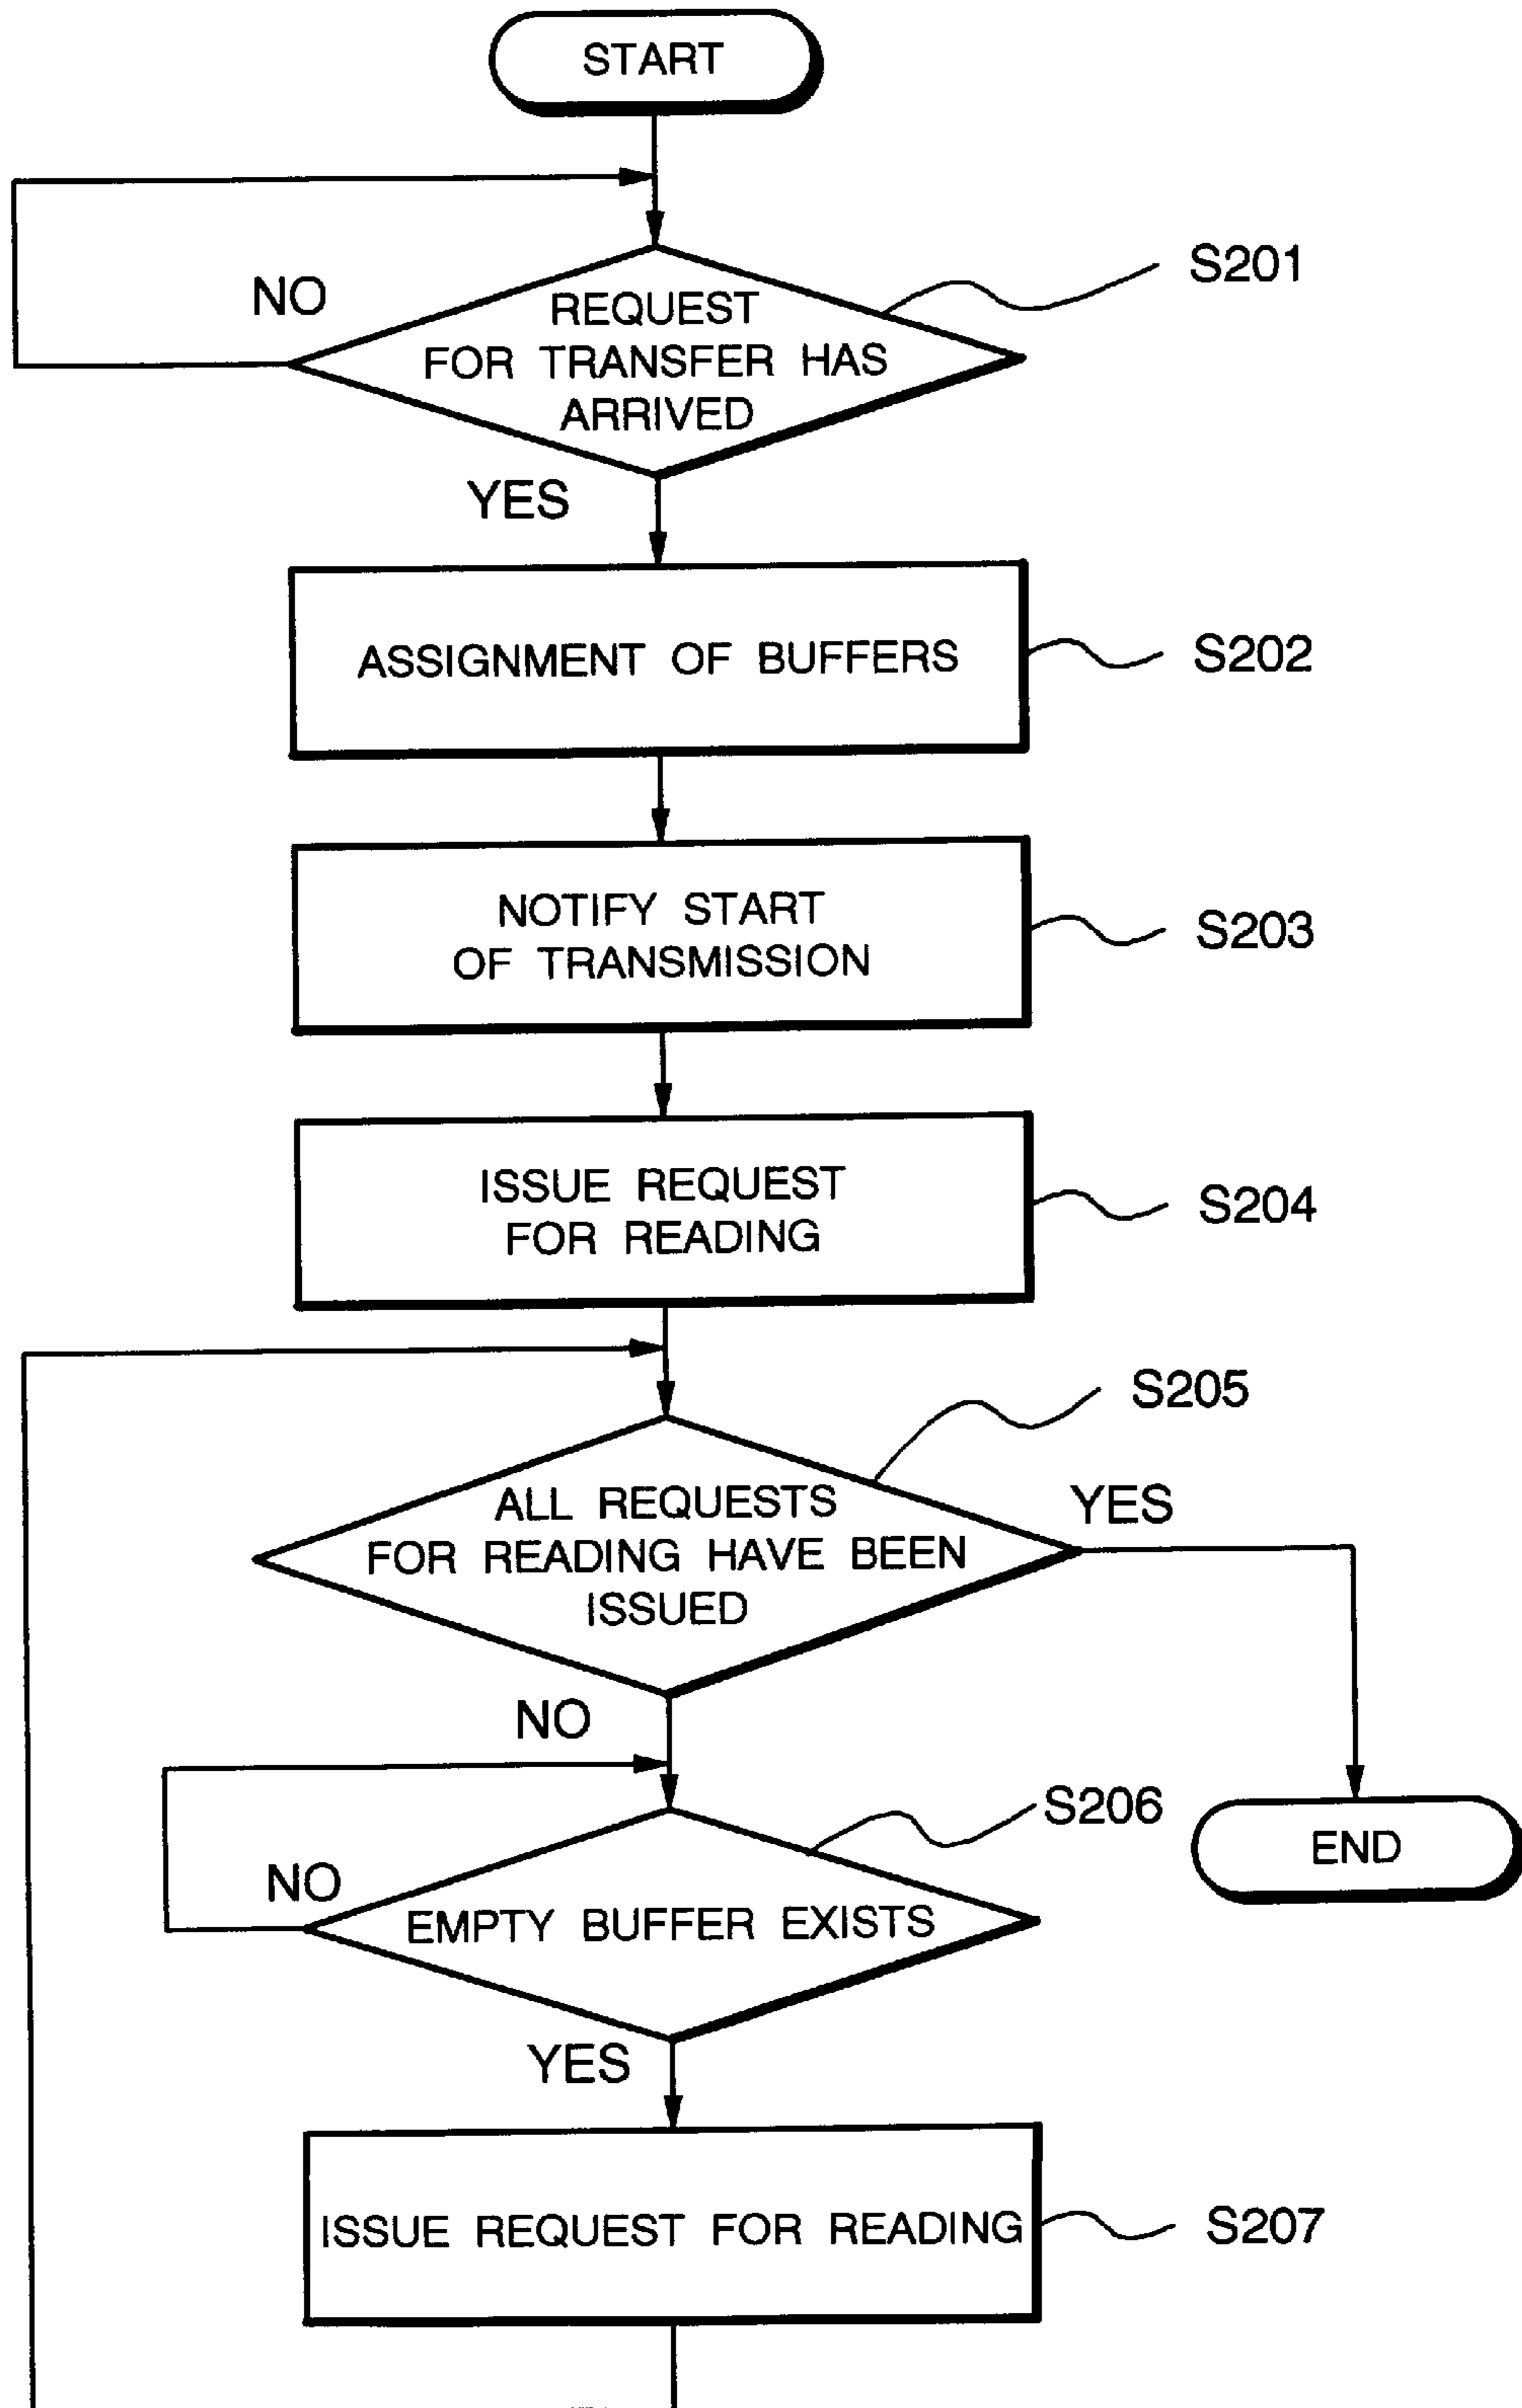 START
NO
S201
REQUEST
FOR TRANSFER HAS
ARRIVED
YES
ASSIGNMENT OF BUFFERS
S202
NOTIFY START
OF TRANSMISSION
S203
ISSUE REQUEST
FOR READING
S204
S205
ALL REQUESTS
FOR READING HAVE BEEN
ISSUED
YES
NO
S206
NO
EMPTY BUFFER EXISTS
END
YES
ISSUE REQUEST FOR READING
S207